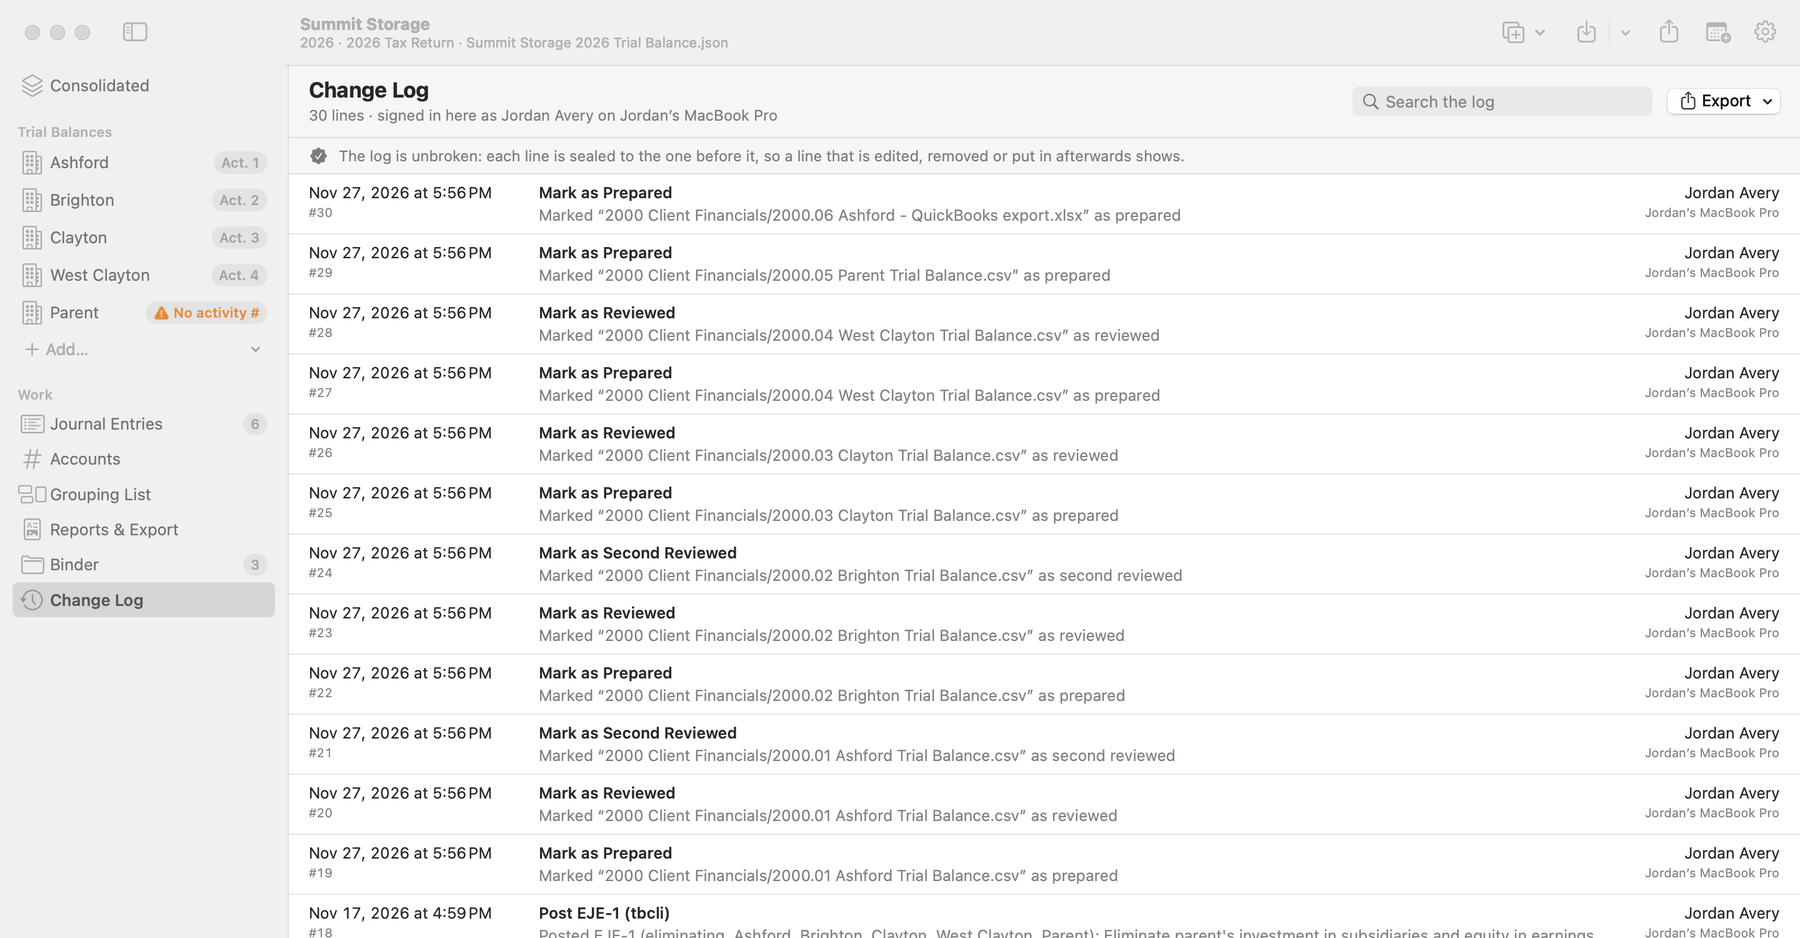 Summit Storage
2026 · 2026 Tax Return · Summit Storage 2026 Trial Balance.json
Consolidated
Trial Balances
Ashford Act. 1
Brighton Act. 2
Clayton Act. 3
West Clayton Act. 4
Parent No activity #
Add...
Work
Journal Entries 6
Accounts
Grouping List
Reports & Export
Binder 3
Change Log
Change Log
30 lines · signed in here as Jordan Avery on Jordan’s MacBook Pro
Search the log
Export
The log is unbroken: each line is sealed to the one before it, so a line that is edited, removed or put in afterwards shows.
Nov 27, 2026 at 5:56 PM Mark as Prepared Jordan Avery
#30 Marked “2000 Client Financials/2000.06 Ashford - QuickBooks export.xlsx” as prepared Jordan’s MacBook Pro
Nov 27, 2026 at 5:56 PM Mark as Prepared Jordan Avery
#29 Marked “2000 Client Financials/2000.05 Parent Trial Balance.csv” as prepared Jordan’s MacBook Pro
Nov 27, 2026 at 5:56 PM Mark as Reviewed Jordan Avery
#28 Marked “2000 Client Financials/2000.04 West Clayton Trial Balance.csv” as reviewed Jordan’s MacBook Pro
Nov 27, 2026 at 5:56 PM Mark as Prepared Jordan Avery
#27 Marked “2000 Client Financials/2000.04 West Clayton Trial Balance.csv” as prepared Jordan’s MacBook Pro
Nov 27, 2026 at 5:56 PM Mark as Reviewed Jordan Avery
#26 Marked “2000 Client Financials/2000.03 Clayton Trial Balance.csv” as reviewed Jordan’s MacBook Pro
Nov 27, 2026 at 5:56 PM Mark as Prepared Jordan Avery
#25 Marked “2000 Client Financials/2000.03 Clayton Trial Balance.csv” as prepared Jordan’s MacBook Pro
Nov 27, 2026 at 5:56 PM Mark as Second Reviewed Jordan Avery
#24 Marked “2000 Client Financials/2000.02 Brighton Trial Balance.csv” as second reviewed Jordan’s MacBook Pro
Nov 27, 2026 at 5:56 PM Mark as Reviewed Jordan Avery
#23 Marked “2000 Client Financials/2000.02 Brighton Trial Balance.csv” as reviewed Jordan’s MacBook Pro
Nov 27, 2026 at 5:56 PM Mark as Prepared Jordan Avery
#22 Marked “2000 Client Financials/2000.02 Brighton Trial Balance.csv” as prepared Jordan’s MacBook Pro
Nov 27, 2026 at 5:56 PM Mark as Second Reviewed Jordan Avery
#21 Marked “2000 Client Financials/2000.01 Ashford Trial Balance.csv” as second reviewed Jordan’s MacBook Pro
Nov 27, 2026 at 5:56 PM Mark as Reviewed Jordan Avery
#20 Marked “2000 Client Financials/2000.01 Ashford Trial Balance.csv” as reviewed Jordan’s MacBook Pro
Nov 27, 2026 at 5:56 PM Mark as Prepared Jordan Avery
#19 Marked “2000 Client Financials/2000.01 Ashford Trial Balance.csv” as prepared Jordan’s MacBook Pro
Nov 17, 2026 at 4:59 PM Post EJE-1 (tbcli) Jordan Avery
#18 Posted EJE-1 (eliminating, Ashford, Brighton, Clayton, West Clayton, Parent): Eliminate parent's investment in subsidiaries and equity in earnings Jordan’s MacBook Pro